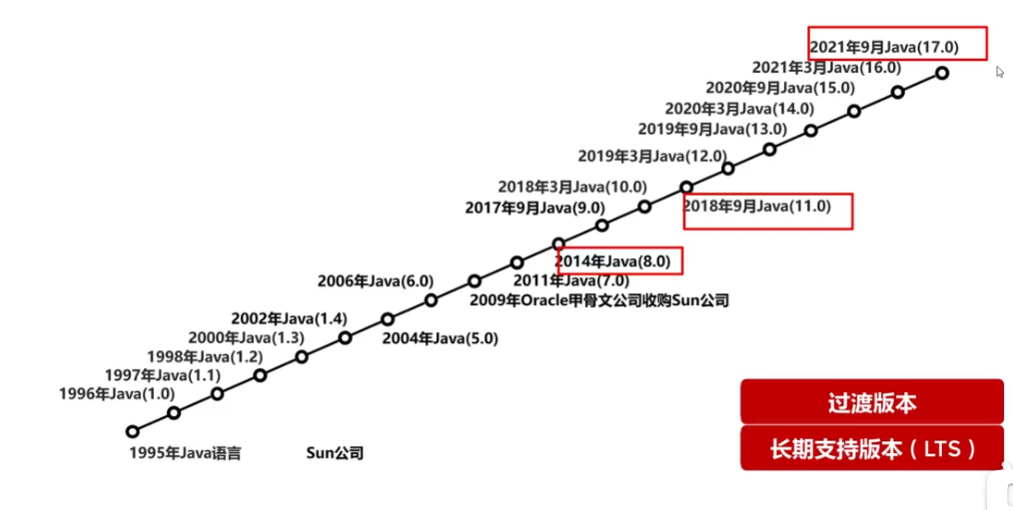 2021年9月Java(17.0)
2021年3月Java(16.0)
2020年9月Java(15.0)
2020年3月Java(14.0)
2019年9月Java(13.0)
2019年3月Java(12.0)
2018年3月Java(10.0)
2018年9月Java(11.0)
2017年9月Java(9.0)
2014年Java(8.0)
2006年Java(6.0)
2011年Java(7.0)
2009年Oracle甲骨文公司收购Sun公司
2002年Java(1.4)
2000年Java(1.3)
2004年Java(5.0)
1998年Java(1.2)
1997年Java(1.1)
1996年Java(1.0)
过渡版本
长期支持版本（LTS）
1995年Java语言
Sun公司